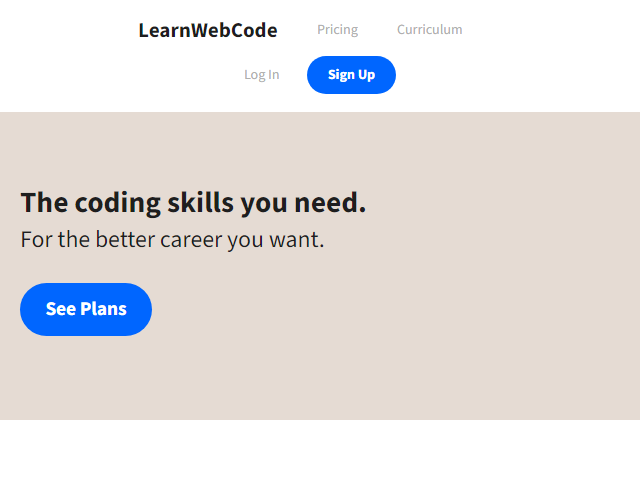 LearnWebCode Pricing Curriculum
Log In Sign Up
The coding skills you need.
For the better career you want.
See Plans